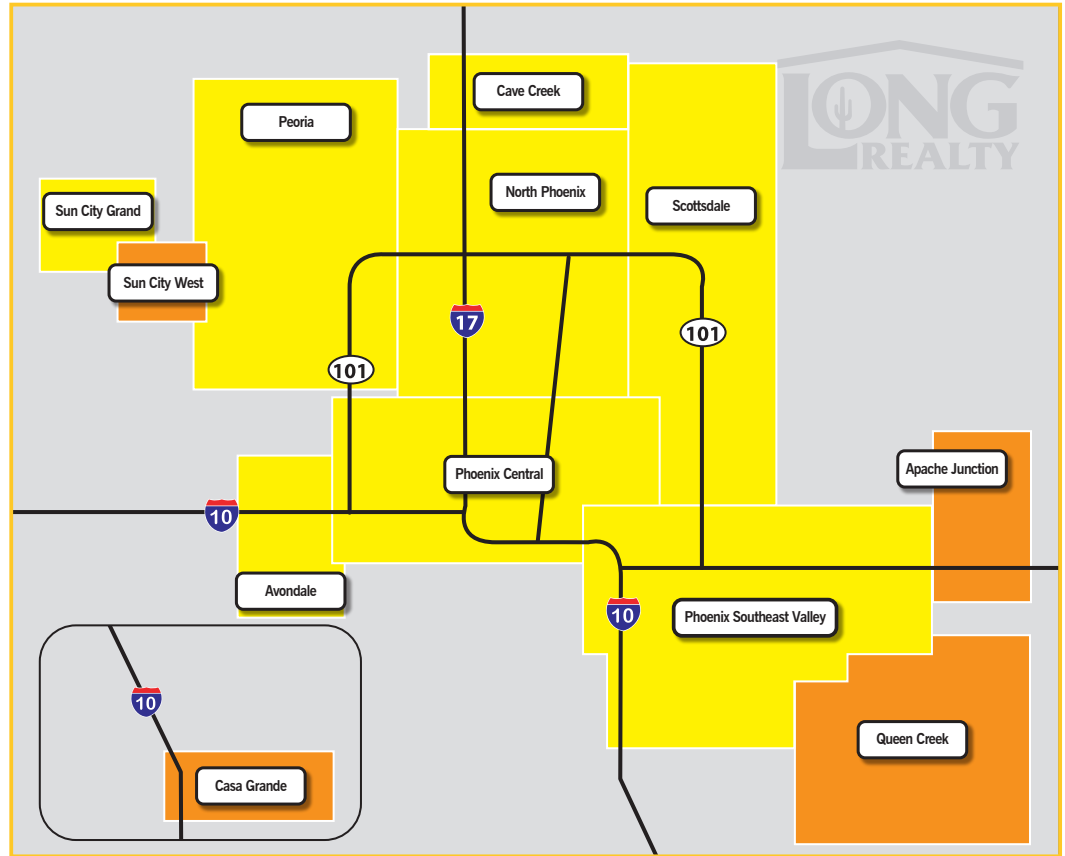 LONG
REALTY
Cave Creek
Peoria
North Phoenix
Scottsdale
Sun City Grand
Sun City West
17
101
101
Apache Junction
Phoenix Central
10
Avondale
10
Phoenix Southeast Valley
10
Queen Creek
Casa Grande